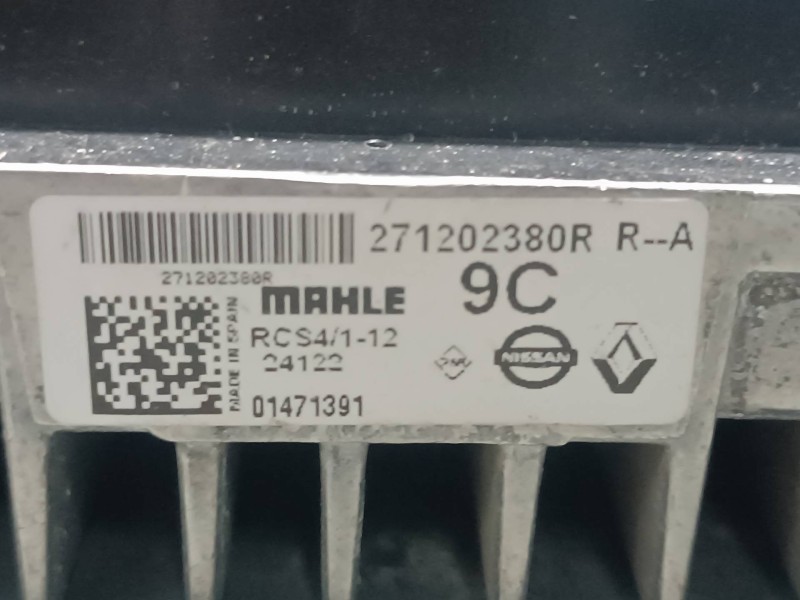 271202380R R--A
271202380R
MAHLE 9C
MADE IN SPAIN
RCS4/1-12
24122
NISSAN
01471391